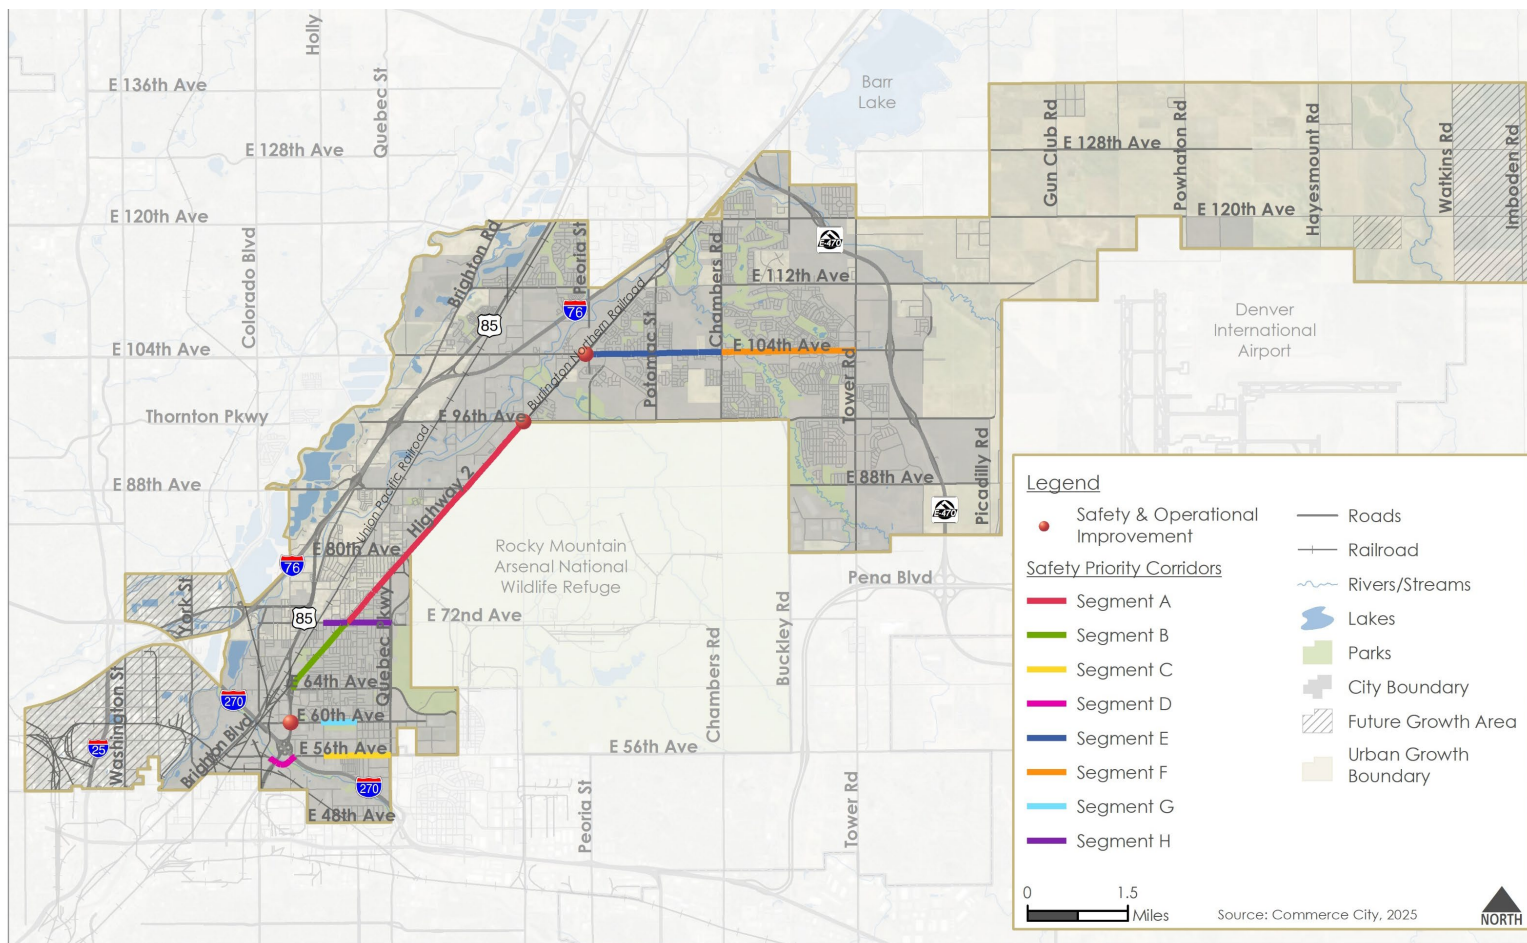 Holly
Quebec St
E 136th Ave
E 128th Ave
E 120th Ave
Colorado Blvd
Brighton Rd
Peoria St
Barr
Lake
E-470
Chambers Rd
E 112th Ave
Gun Club Rd
E 128th Ave
Powhaton Rd
E 120th Ave
Hayesmount Rd
Watkins Rd
Imboden Rd
85
76
Burlington Northern Railroad
Potomac St
E 104th Ave
E 104th Ave
Tower Rd
Denver
International
Airport
Thornton Pkwy
E 96th Ave
Union Pacific Railroad
Highway 2
E 88th Ave
E 88th Ave
E-470
Picadilly Rd
E 80th Ave
76
Rocky Mountain
Arsenal National
Wildlife Refuge
Pena Blvd
York St
85
E 72nd Ave
Quebec Pkwy
Chambers Rd
Buckley Rd
E 64th Ave
270
E 60th Ave
Washington St
25
Brighton Blvd
E 56th Ave
E 56th Ave
270
E 48th Ave
Peoria St
Tower Rd
Legend
Safety & Operational
Improvement
Safety Priority Corridors
Segment A
Segment B
Segment C
Segment D
Segment E
Segment F
Segment G
Segment H
Roads
Railroad
Rivers/Streams
Lakes
Parks
City Boundary
Future Growth Area
Urban Growth
Boundary
0
1.5
Miles
Source: Commerce City, 2025
NORTH